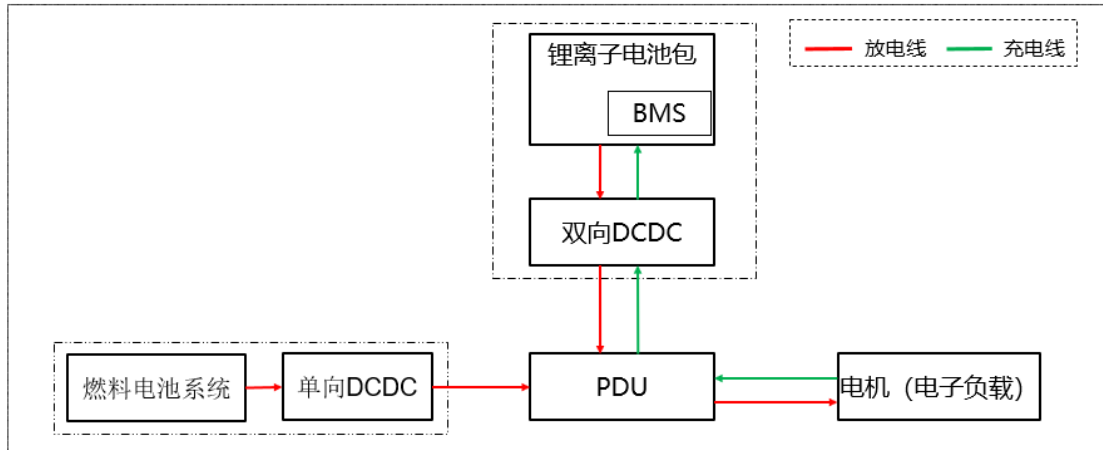 锂离子电池包
BMS
放电线
充电线
双向DCDC
燃料电池系统
单向DCDC
PDU
电机（电子负载）